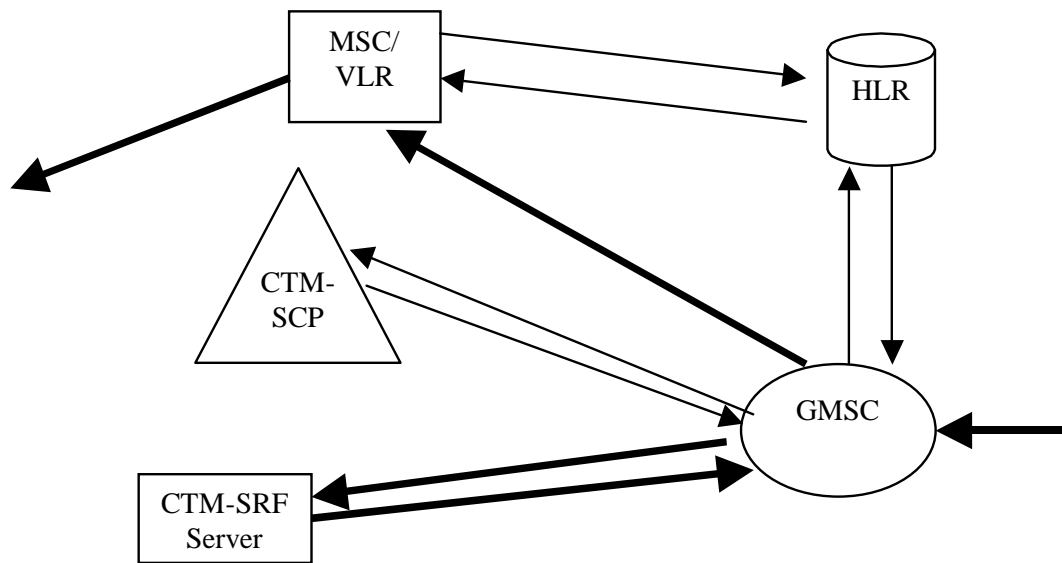 MSC/
VLR
HLR
CTM-
SCP
GMSC
CTM-SRF
Server